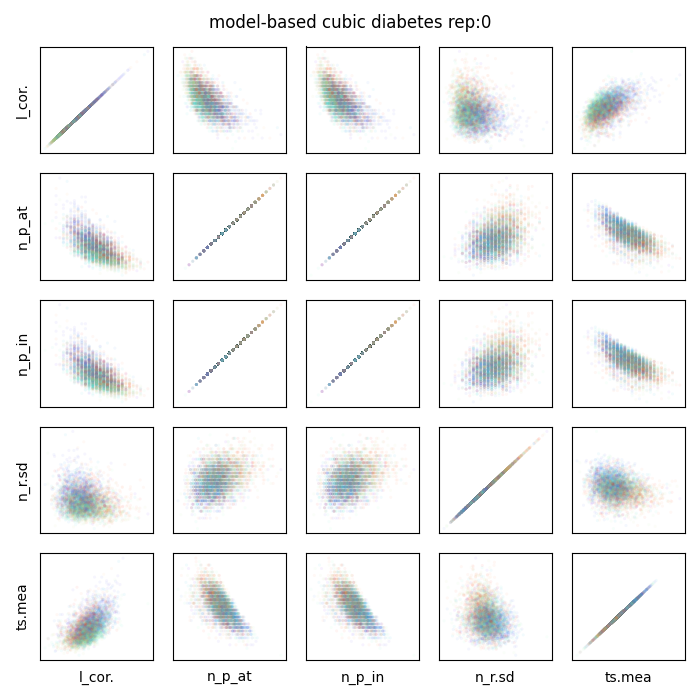 model-based cubic diabetes rep:0
l_cor.
n_p_at
n_p_in
n_r.sd
ts.mea
l_cor.
n_p_at
n_p_in
n_r.sd
ts.mea